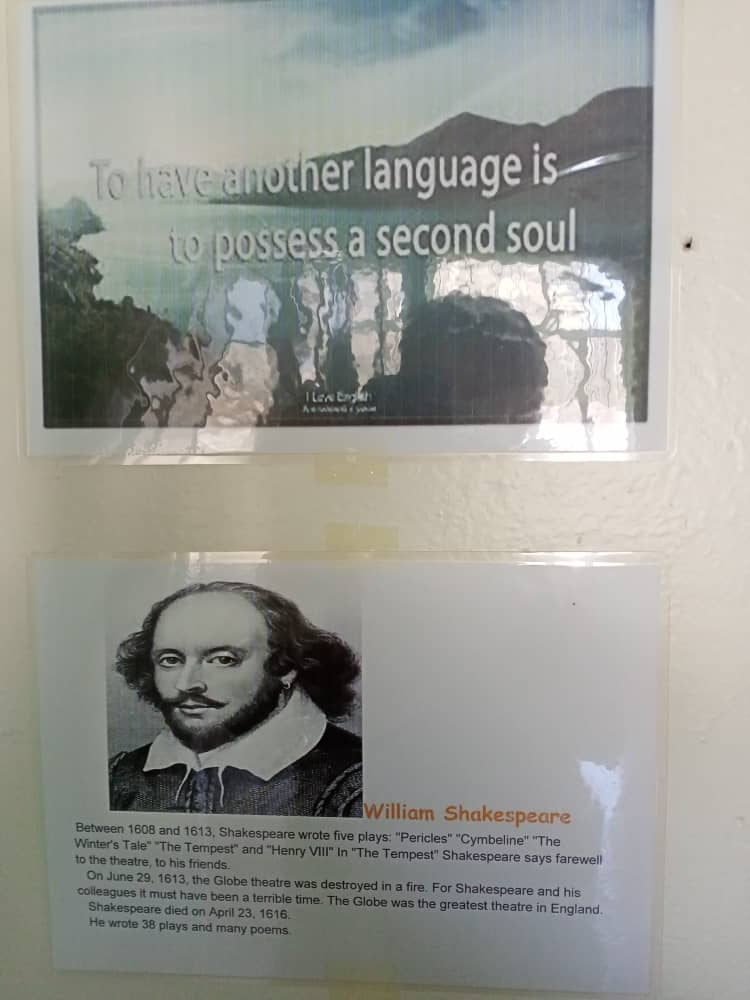 To have another language is
to possess a second soul
I Love English
William Shakespeare
Between 1608 and 1613, Shakespeare wrote five plays: "Pericles" "Cymbeline" "The
Winter's Tale" "The Tempest" and "Henry VIII" In "The Tempest" Shakespeare says farewell
to the theatre, to his friends.
On June 29, 1613, the Globe theatre was destroyed in a fire. For Shakespeare and his
colleagues it must have been a terrible time. The Globe was the greatest theatre in England.
Shakespeare died on April 23, 1616.
He wrote 38 plays and many poems.